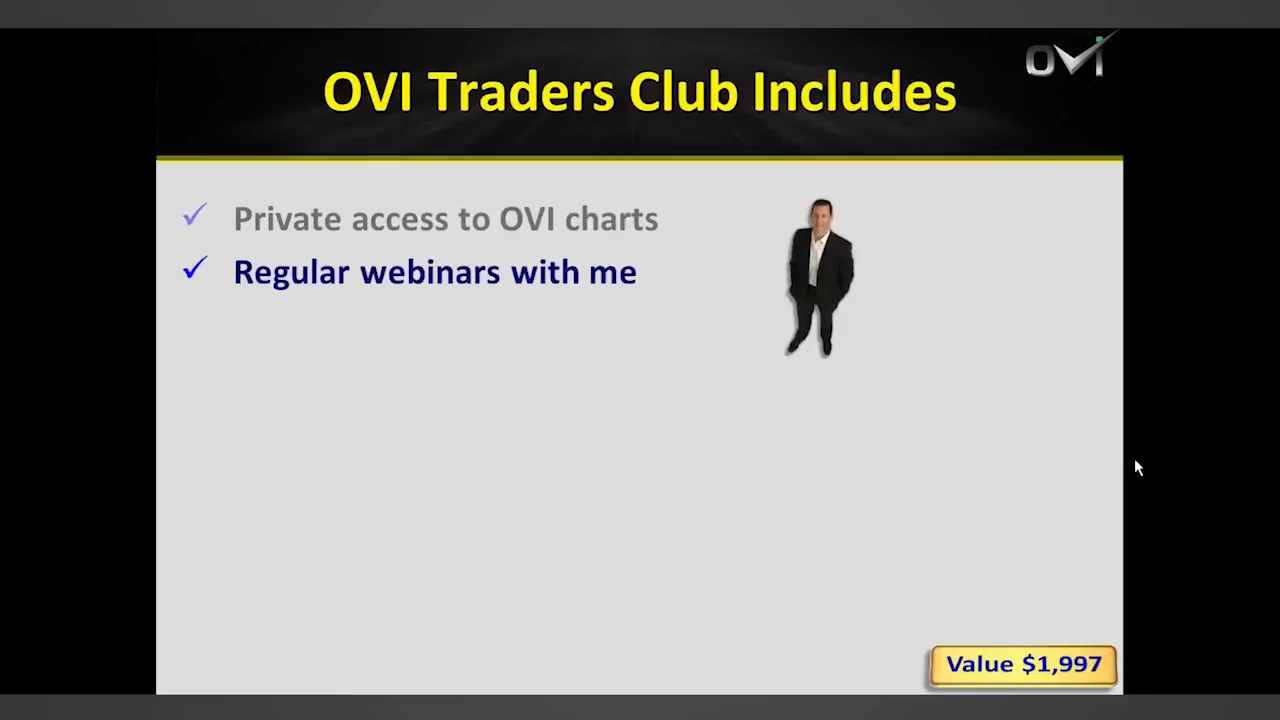 OVI
OVI Traders Club Includes
Private access to OVI charts
Regular webinars with me
Value $1,997